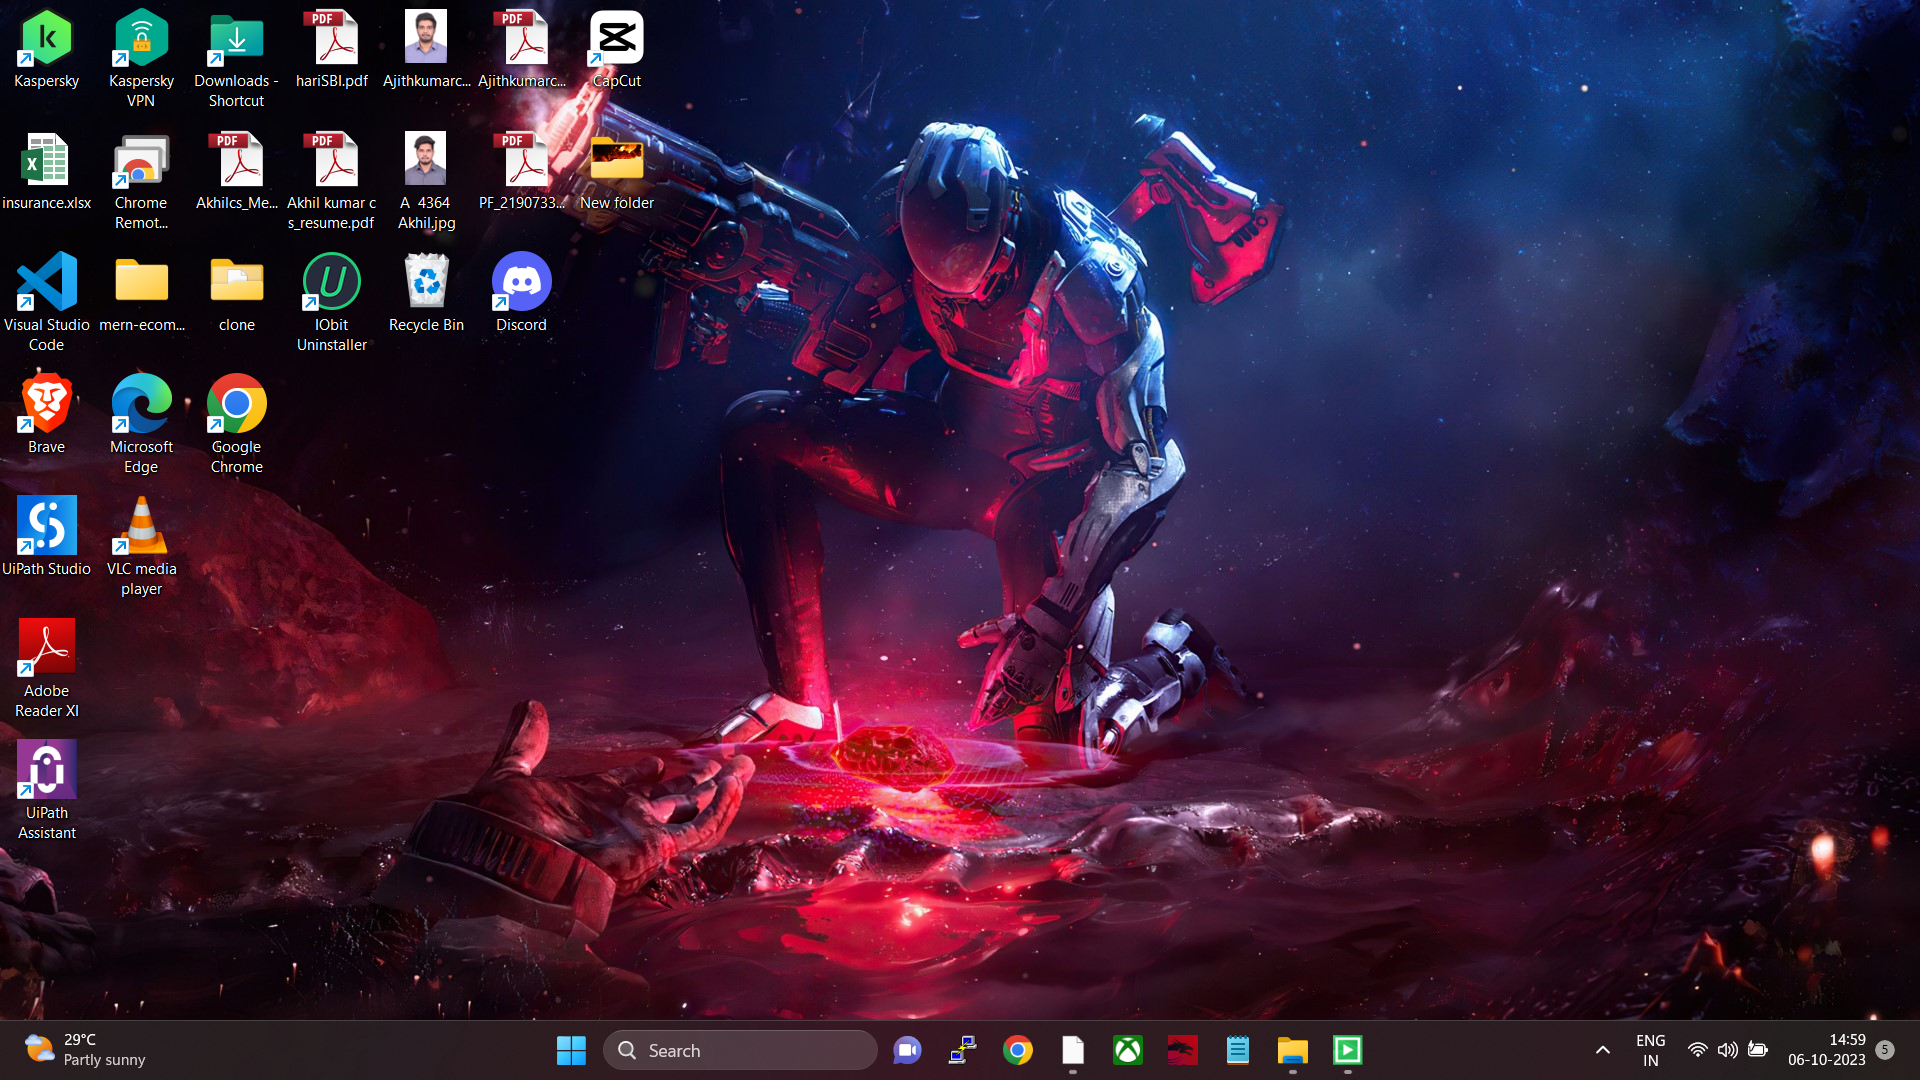 Kaspersky
Kaspersky
VPN
Downloads -
Shortcut
PDF
hariSBI.pdf
Ajithkumarc...
PDF
Ajithkumarc...
CapCut
insurance.xlsx
Chrome
Remot...
PDF
Akhilcs_Me...
PDF
Akhil kumar c
s_resume.pdf
A 4364
Akhil.jpg
PDF
PF_2190733...
New folder
Visual Studio
Code
mern-ecom...
clone
IObit
Uninstaller
Recycle Bin
Discord
Brave
Microsoft
Edge
Google
Chrome
UiPath Studio
VLC media
player
Adobe
Reader XI
UiPath
Assistant
29°C
Partly sunny
Search
ENG
IN
14:59
06-10-2023
5